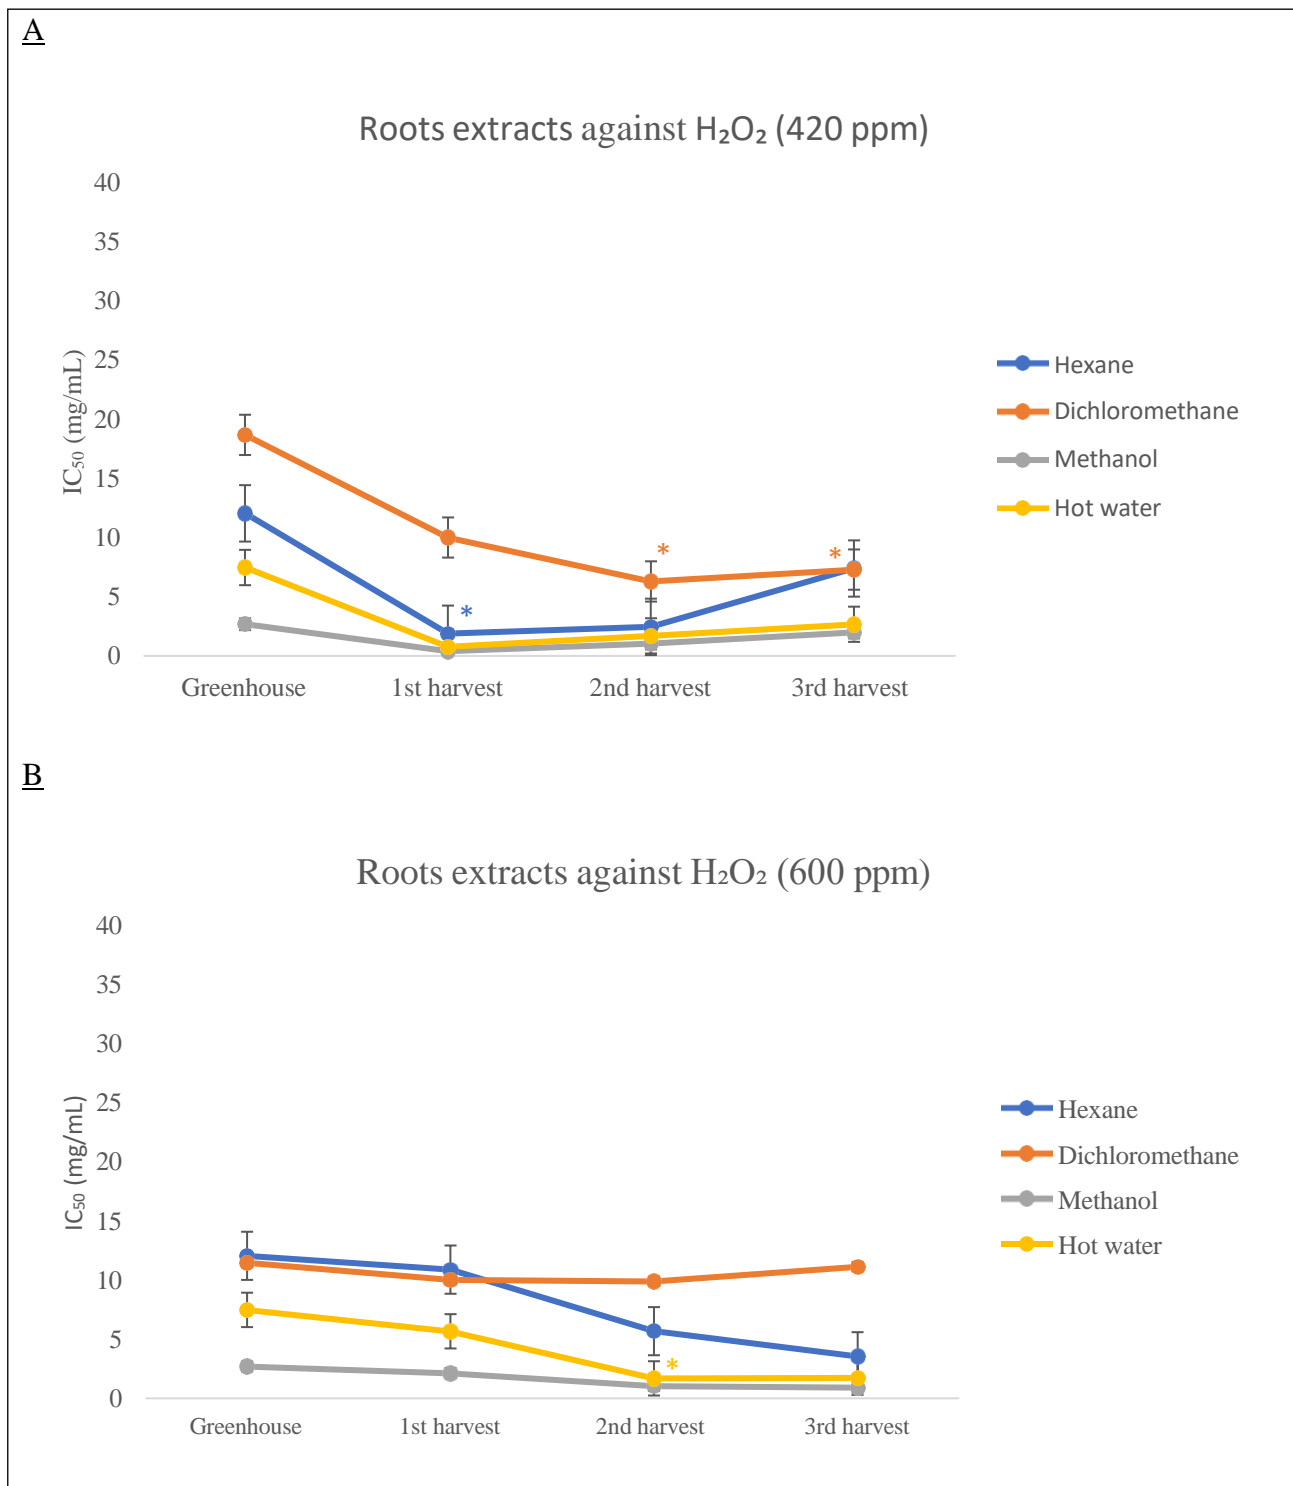 A
Roots extracts against H₂O₂ (420 ppm)
40
35
30
25
20
15
10
5
0
IC₅₀ (mg/mL)
*
*
*
Greenhouse 1st harvest 2nd harvest 3rd harvest
Hexane
Dichloromethane
Methanol
Hot water
B
Roots extracts against H₂O₂ (600 ppm)
40
35
30
25
20
15
10
5
0
IC₅₀ (mg/mL)
*
Greenhouse 1st harvest 2nd harvest 3rd harvest
Hexane
Dichloromethane
Methanol
Hot water